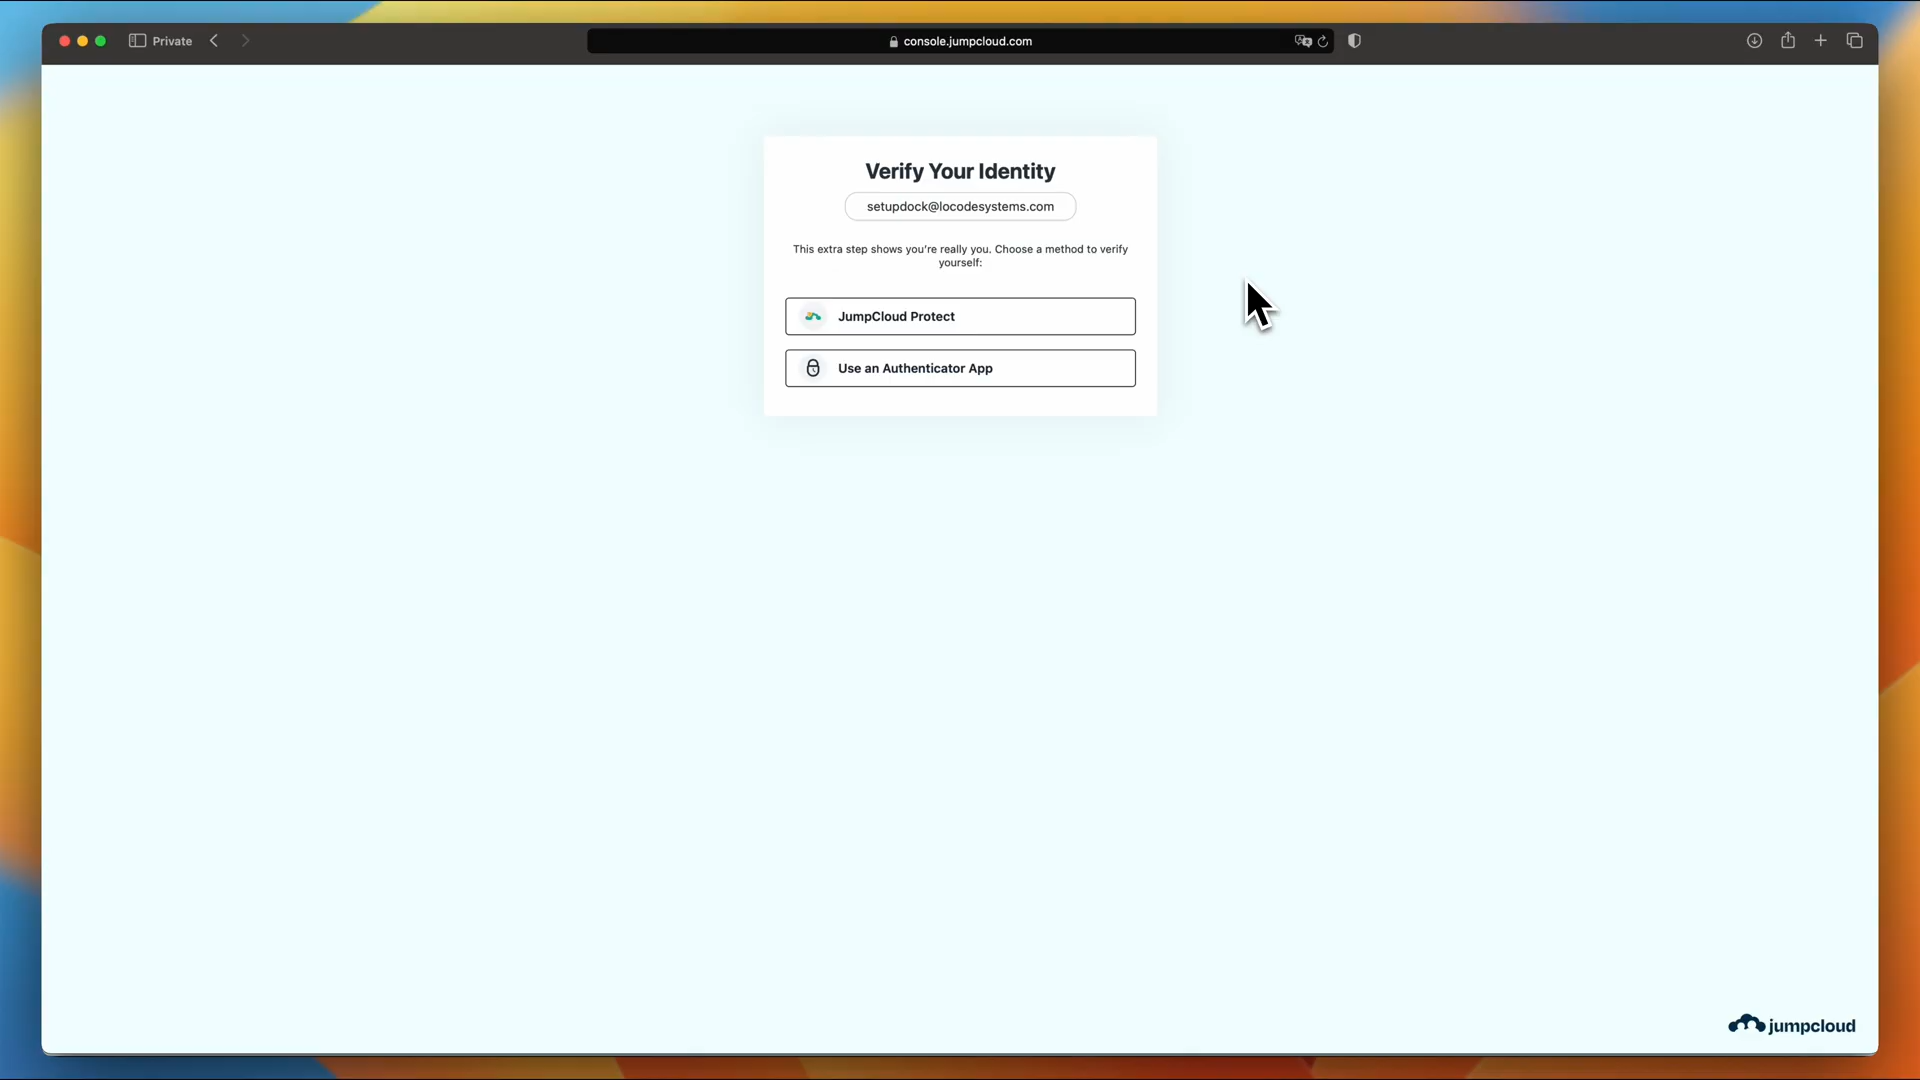 Private
console.jumpcloud.com
Verify Your Identity
setupdock@locodesystems.com
This extra step shows you're really you. Choose a method to verify
yourself:
JumpCloud Protect
Use an Authenticator App
jumpcloud